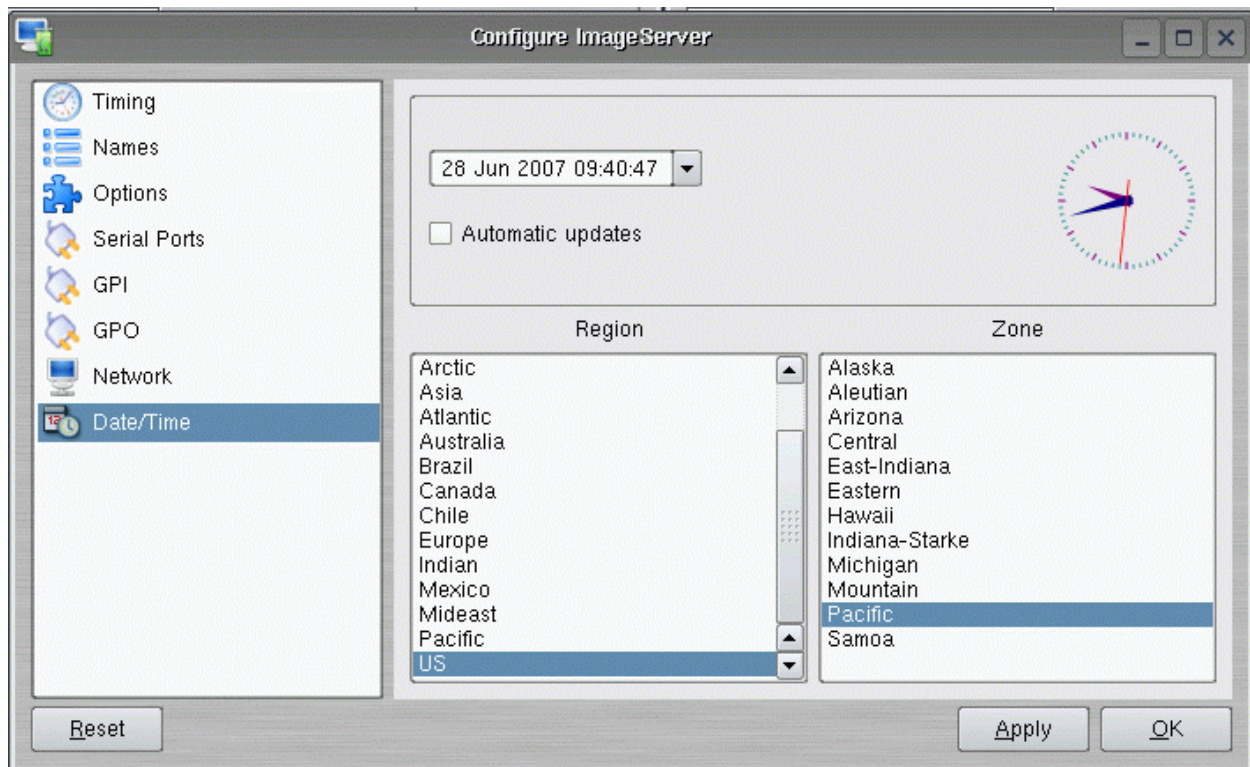 Configure ImageServer
Timing
Names
Options
Serial Ports
GPI
GPO
Network
Date/Time
28 Jun 2007 09:40:47
Automatic updates
Region
Arctic
Asia
Atlantic
Australia
Brazil
Canada
Chile
Europe
Indian
Mexico
Mideast
Pacific
US
Zone
Alaska
Aleutian
Arizona
Central
East-Indiana
Eastern
Hawaii
Indiana-Starke
Michigan
Mountain
Pacific
Samoa
Reset
Apply
OK